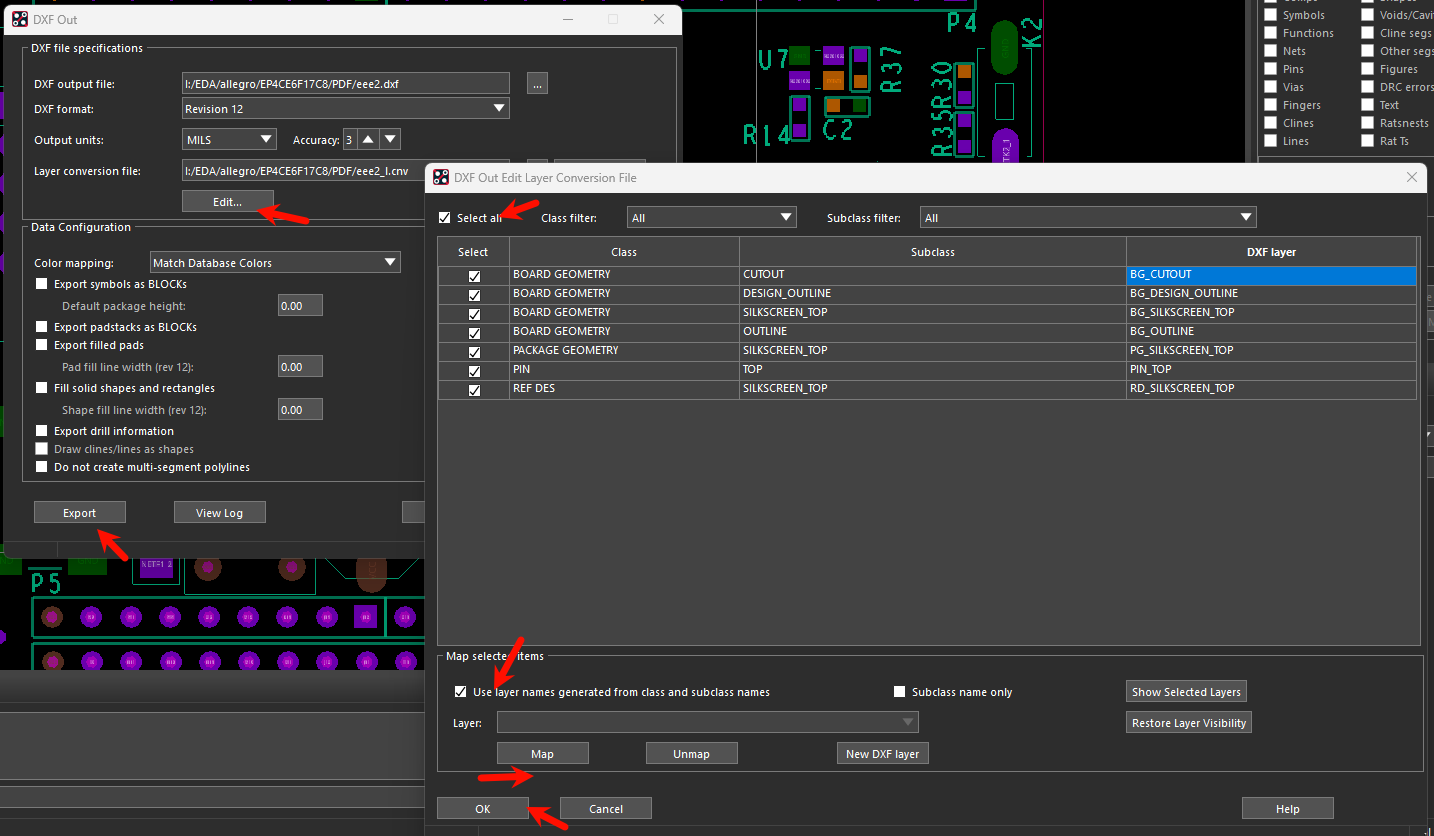 DXF Out
DXF file specifications
DXF output file: I:/EDA/allegro/EP4CE6F17C8/PDF/eee2.dxf ...
DXF format: Revision 12
Output units: MILS Accuracy: 3
Layer conversion file: I:/EDA/allegro/EP4CE6F17C8/PDF/eee2_l.cnv
Edit...
Data Configuration
Color mapping: Match Database Colors
Export symbols as BLOCKs
Default package height: 0.00
Export padstacks as BLOCKs
Export filled pads
Pad fill line width (rev 12): 0.00
Fill solid shapes and rectangles
Shape fill line width (rev 12): 0.00
Export drill information
Draw clines/lines as shapes
Do not create multi-segment polylines
Export View Log
P4
K2
U7
R37
R30
R14
C2
R35
TK2_1
P5
Symbols Voids/Cavi
Functions Cline segs
Nets Other segs
Pins Figures
Vias DRC errors
Fingers Text
Clines Ratsnests
Lines Rat Ts
DXF Out Edit Layer Conversion File
Select all Class filter: All Subclass filter: All
Select Class Subclass DXF layer
BOARD GEOMETRY CUTOUT BG_CUTOUT
BOARD GEOMETRY DESIGN_OUTLINE BG_DESIGN_OUTLINE
BOARD GEOMETRY SILKSCREEN_TOP BG_SILKSCREEN_TOP
BOARD GEOMETRY OUTLINE BG_OUTLINE
PACKAGE GEOMETRY SILKSCREEN_TOP PG_SILKSCREEN_TOP
PIN TOP PIN_TOP
REF DES SILKSCREEN_TOP RD_SILKSCREEN_TOP
Map selected items
Use layer names generated from class and subclass names Subclass name only Show Selected Layers
Layer: Restore Layer Visibility
Map Unmap New DXF layer
OK Cancel Help